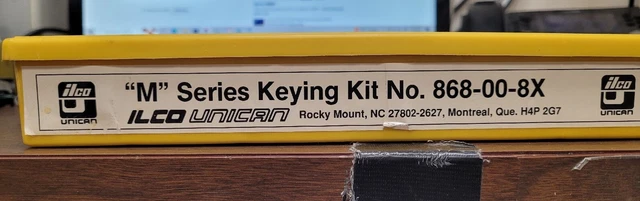 ilco
UNICAN
"M" Series Keying Kit No. 868-00-8X
ILCO UNICAN Rocky Mount, NC 27802-2627, Montreal, Que. H4P 2G7
ilco
UNICAN